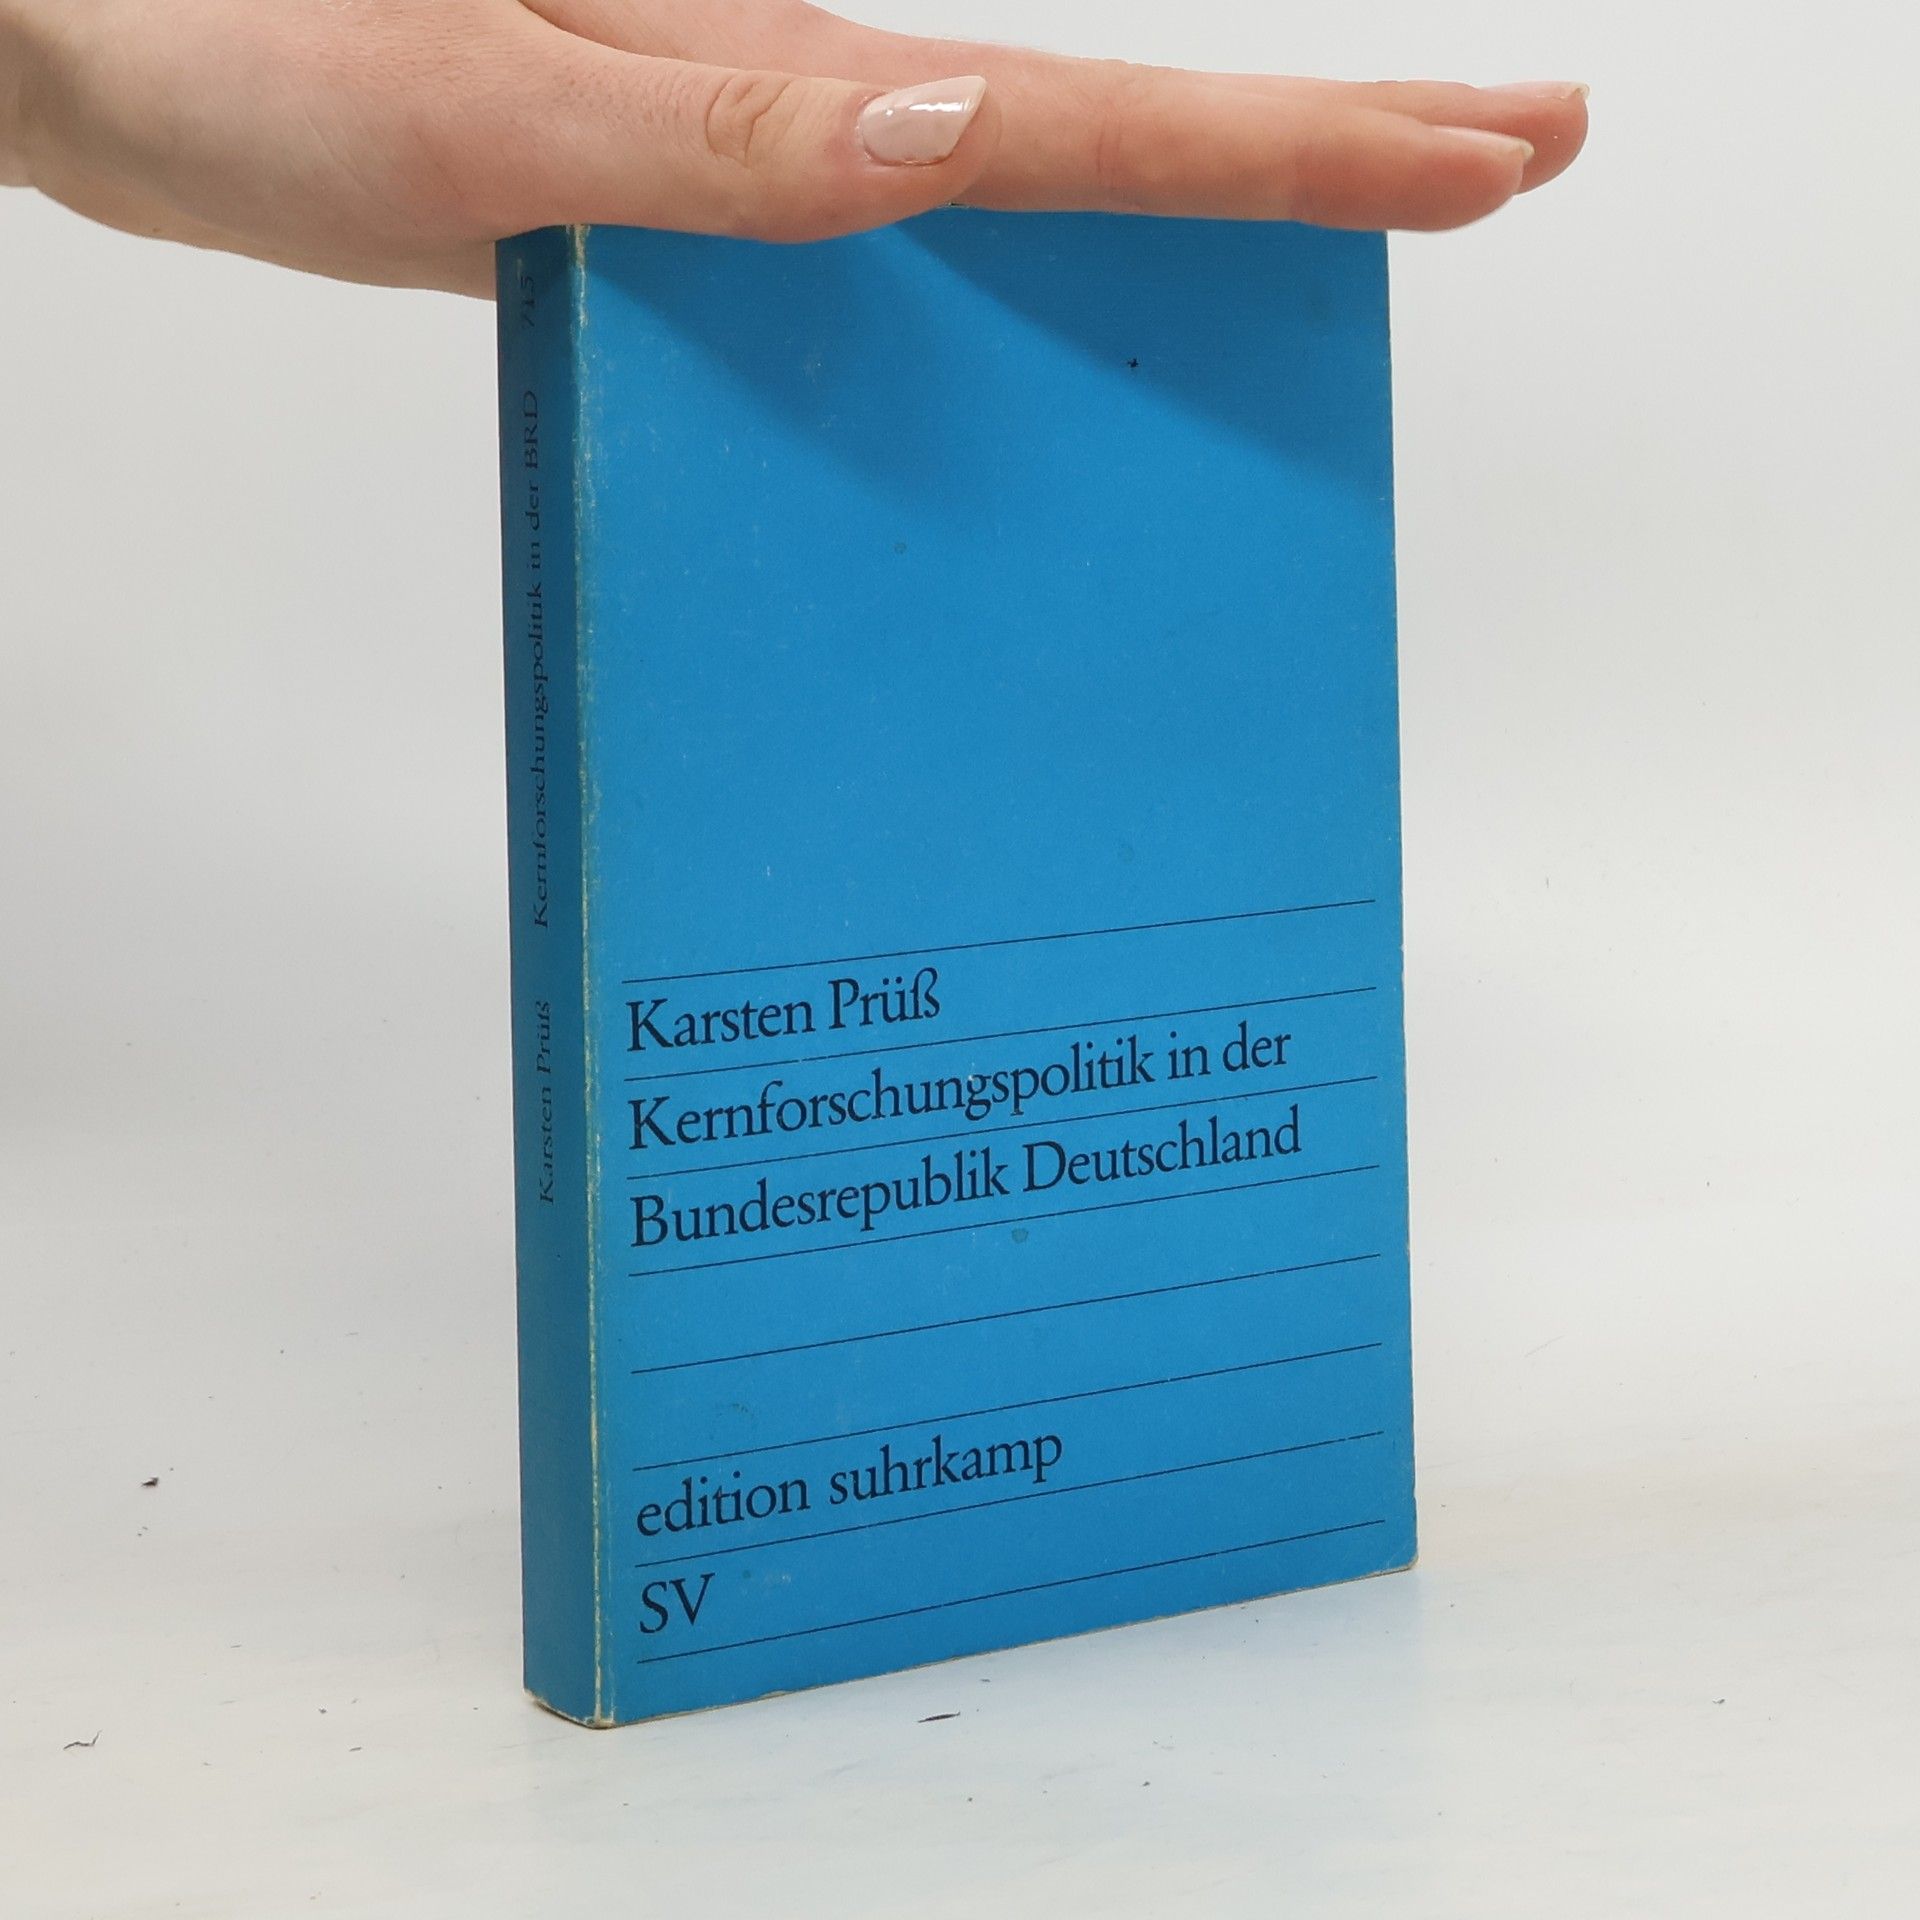 Karsten Prüß
Kernforschungspolitik in der
Bundesrepublik Deutschland
edition suhrkamp
SV
Karsten Prüß Kernforschungspolitik in der BRD 715